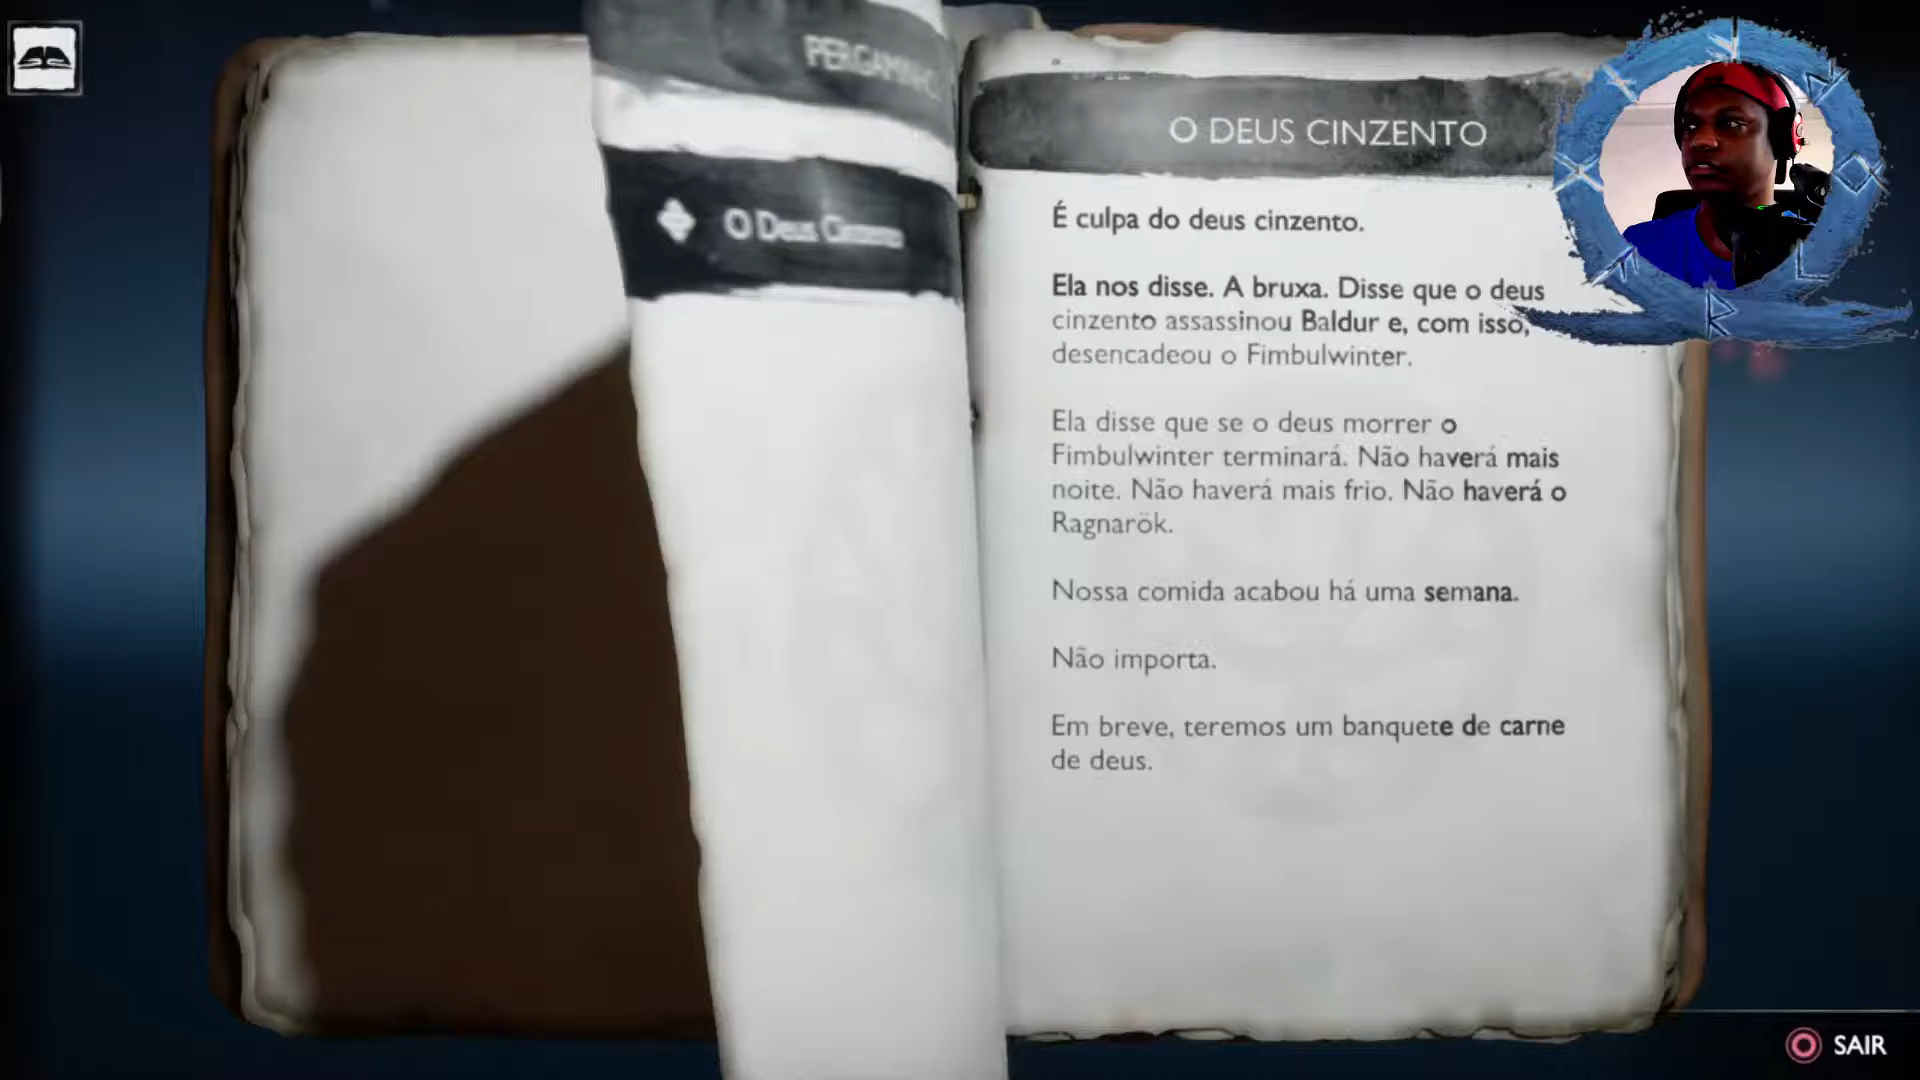 PERGAMINHO
O Deus Cinzento
O DEUS CINZENTO
É culpa do deus cinzento.
Ela nos disse. A bruxa. Disse que o deus
cinzento assassinou Baldur e, com isso,
desencadeou o Fimbulwinter.
Ela disse que se o deus morrer o
Fimbulwinter terminará. Não haverá mais
noite. Não haverá mais frio. Não haverá o
Ragnarök.
Nossa comida acabou há uma semana.
Não importa.
Em breve, teremos um banquete de carne
de deus.
SAIR